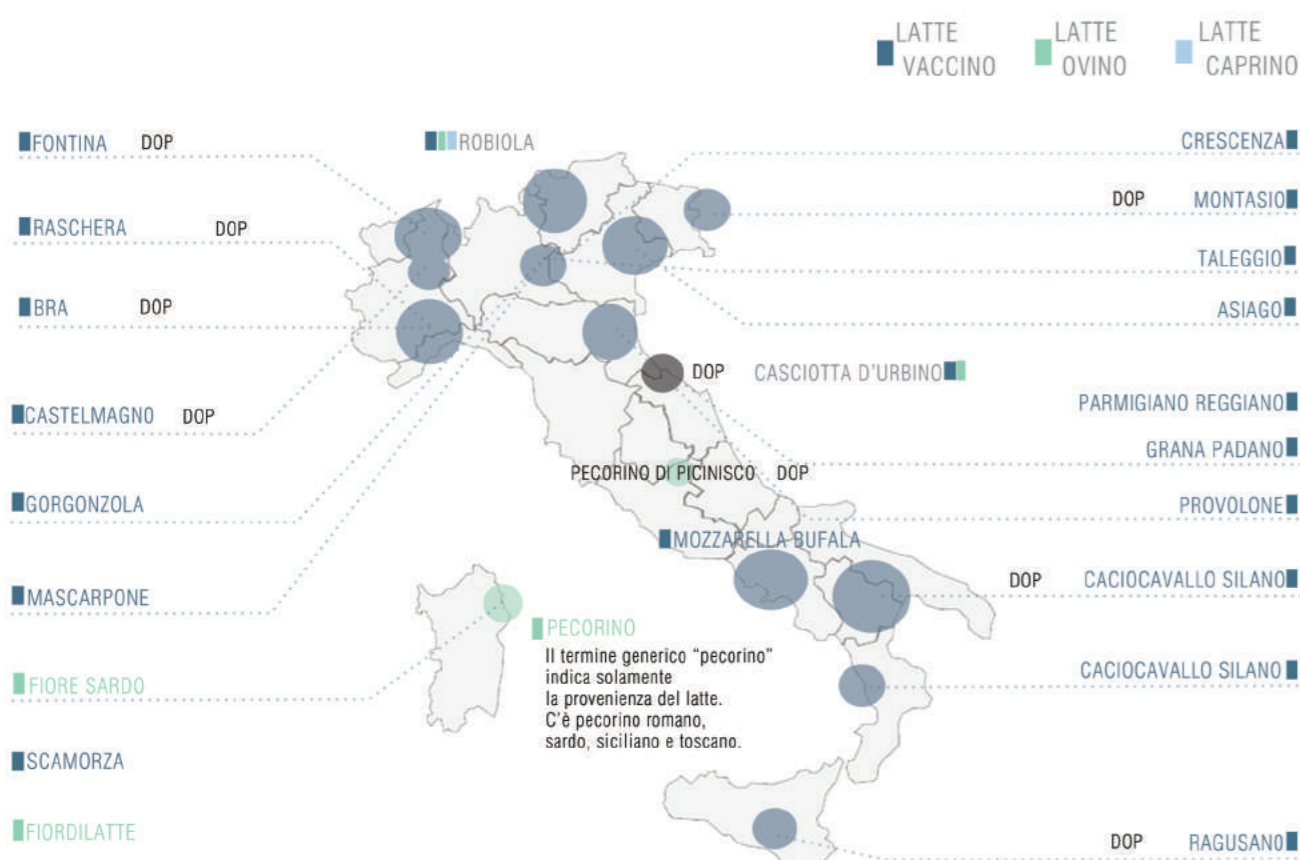 LATTE
VACCINO
LATTE
OVINO
LATTE
CAPRINO
FONTINA DOP
ROBIOLA
CRESCENZA
DOP MONTASIO
RASCHERA DOP
TALEGGIO
BRA DOP
ASIAGO
DOP CASCIOTTA D'URBINO
PARMIGIANO REGGIANO
CASTELMAGNO DOP
GRANA PADANO
PECORINO DI PICINISCO DOP
GORGONZOLA
PROVOLONE
MOZZARELLA BUFALA
DOP CACIOCAVALLO SILANO
MASCARPONE
PECORINO
Il termine generico “pecorino”
indica solamente
la provenienza del latte.
C'è pecorino romano,
sardo, siciliano e toscano.
CACIOCAVALLO SILANO
FIORE SARDO
SCAMORZA
FIORDILATTE
DOP RAGUSANO